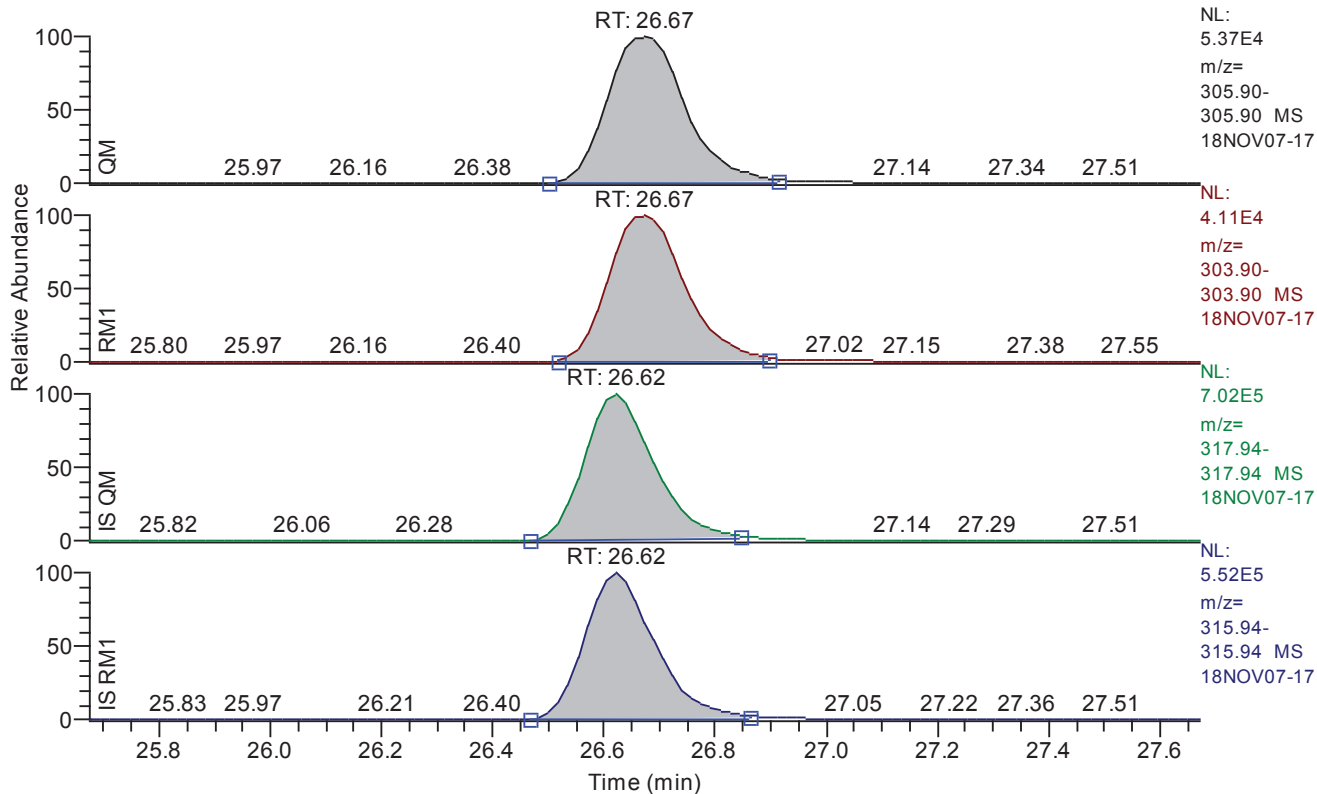 RT: 26.67
NL:
5.37E4
m/z=
305.90-
305.90 MS
18NOV07-17
100
50
0
QM
25.97 26.16 26.38 27.14 27.34 27.51
RT: 26.67
NL:
4.11E4
m/z=
303.90-
303.90 MS
18NOV07-17
100
50
0
RM1
25.80 25.97 26.16 26.40 27.02 27.15 27.38 27.55
Relative Abundance
RT: 26.62
NL:
7.02E5
m/z=
317.94-
317.94 MS
18NOV07-17
100
50
0
IS QM
25.82 26.06 26.28 27.14 27.29 27.51
RT: 26.62
NL:
5.52E5
m/z=
315.94-
315.94 MS
18NOV07-17
100
50
0
IS RM1
25.83 25.97 26.21 26.40 27.05 27.22 27.36 27.51
25.8 26.0 26.2 26.4 26.6 26.8 27.0 27.2 27.4 27.6
Time (min)